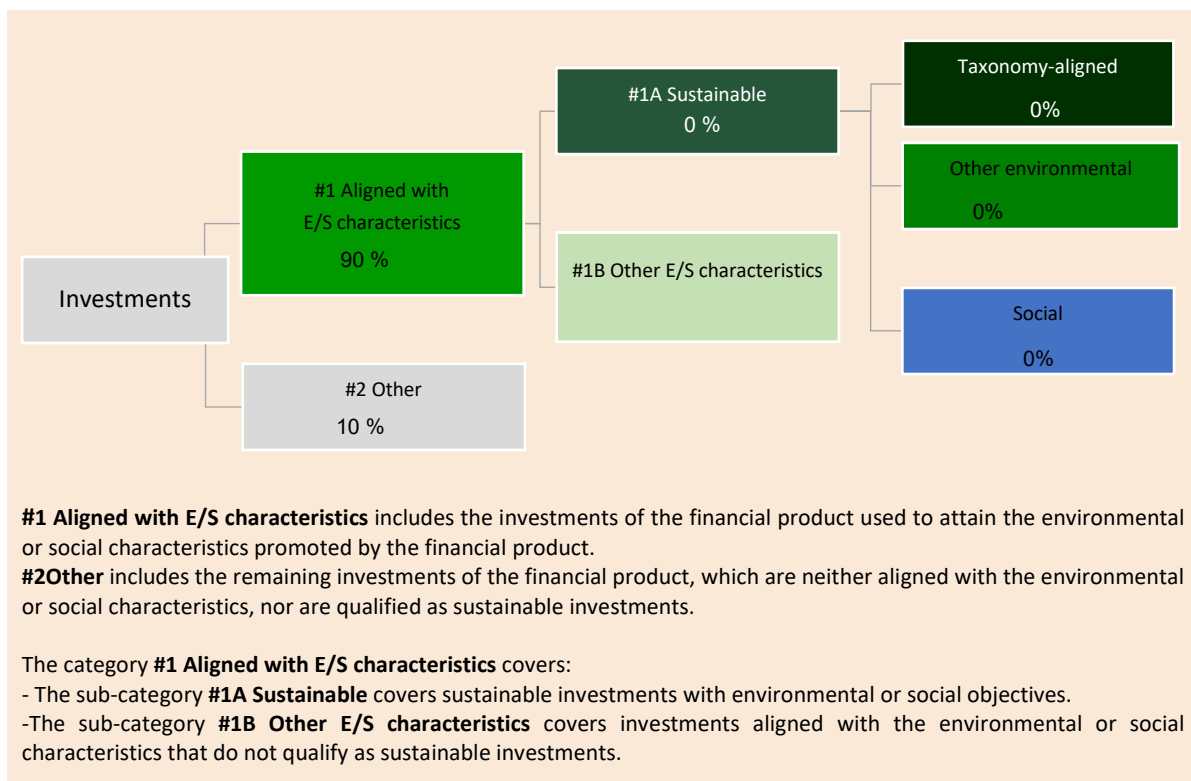 Investments
#1 Aligned with
E/S characteristics
90 %
#2 Other
10 %
#1A Sustainable
0 %
#1B Other E/S characteristics
Taxonomy-aligned
0%
Other environmental
0%
Social
0%
#1 Aligned with E/S characteristics includes the investments of the financial product used to attain the environmental
or social characteristics promoted by the financial product.
#2Other includes the remaining investments of the financial product, which are neither aligned with the environmental
or social characteristics, nor are qualified as sustainable investments.
The category #1 Aligned with E/S characteristics covers:
- The sub-category #1A Sustainable covers sustainable investments with environmental or social objectives.
-The sub-category #1B Other E/S characteristics covers investments aligned with the environmental or social
characteristics that do not qualify as sustainable investments.